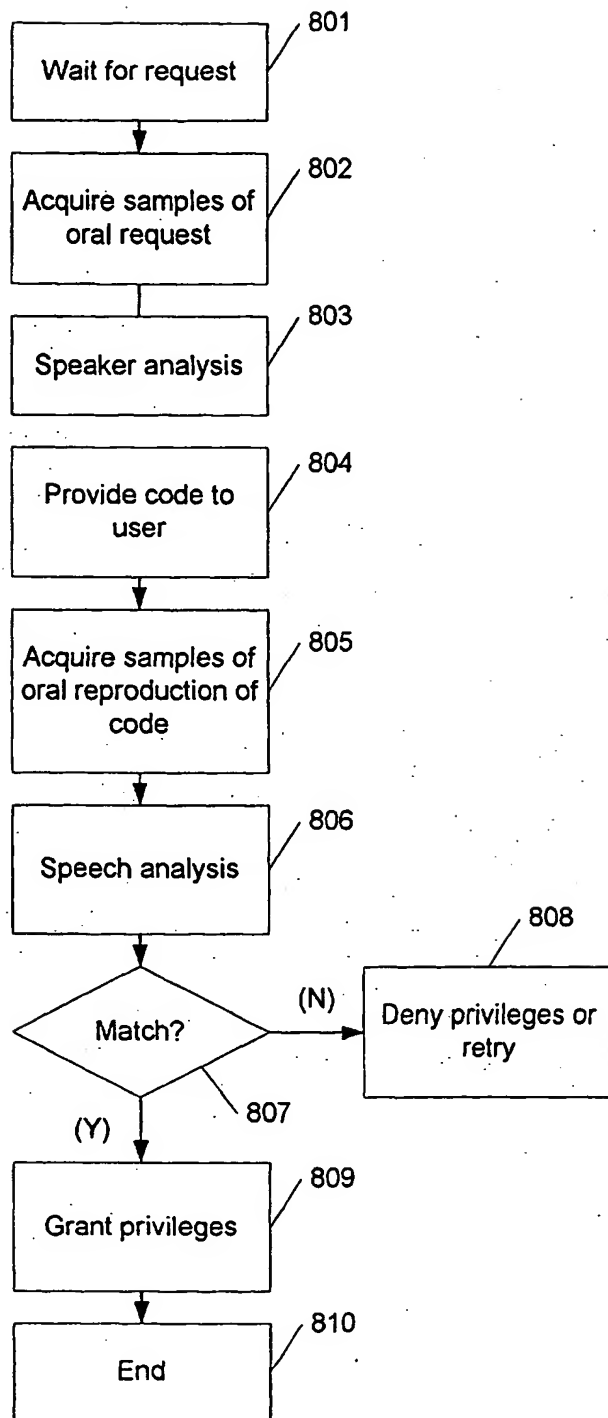 801
Wait for request
802
Acquire samples of
oral request
803
Speaker analysis
804
Provide code to
user
805
Acquire samples of
oral reproduction of
code
806
Speech analysis
808
(N)
Deny privileges or
retry
Match?
807
(Y)
809
Grant privileges
810
End